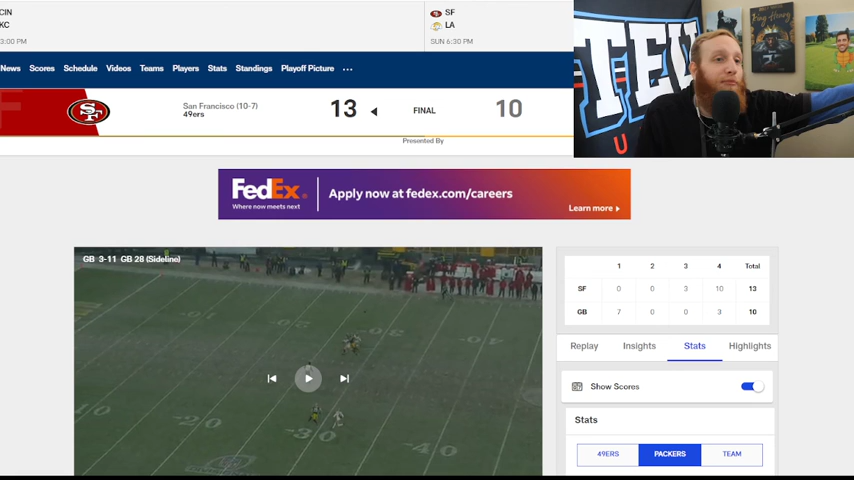 CIN
KC
3:00 PM
SF
LA
SUN 6:30 PM
News Scores Schedule Videos Teams Players Stats Standings Playoff Picture ...
SF
San Francisco (10-7)
49ers
13
FINAL
10
Presented By
FedEx
Where now meets next
Apply now at fedex.com/careers
Learn more
GB 3-11 GB 28 (Sideline)
1 2 3 4 Total
SF 0 0 3 10 13
GB 7 0 0 3 10
Replay Insights Stats Highlights
Show Scores
Stats
49ERS PACKERS TEAM
King Henry
TEW
U